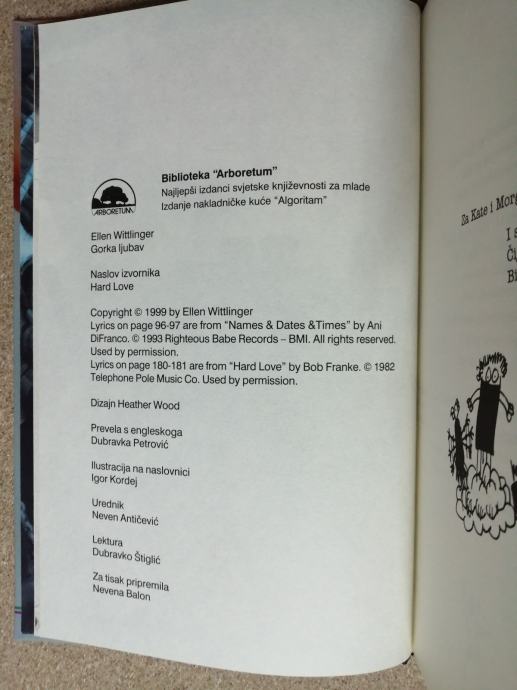 Biblioteka "Arboretum"
Najljepši izdanci svjetske književnosti za mlade
Izdanje nakladničke kuće "Algoritam"
ARBORETUM
Ellen Wittlinger
Gorka ljubav
Naslov izvornika
Hard Love
Copyright © 1999 by Ellen Wittlinger
Lyrics on page 96-97 are from "Names & Dates &Times" by Ani
DiFranco. © 1993 Righteous Babe Records – BMI. All rights reserved.
Used by permission.
Lyrics on page 180-181 are from "Hard Love" by Bob Franke. © 1982
Telephone Pole Music Co. Used by permission.
Dizajn Heather Wood
Prevela s engleskoga
Dubravka Petrović
Ilustracija na naslovnici
Igor Kordej
Urednik
Neven Antičević
Lektura
Dubravko Štiglić
Za tisak pripremila
Nevena Balon
Za Kate i
I